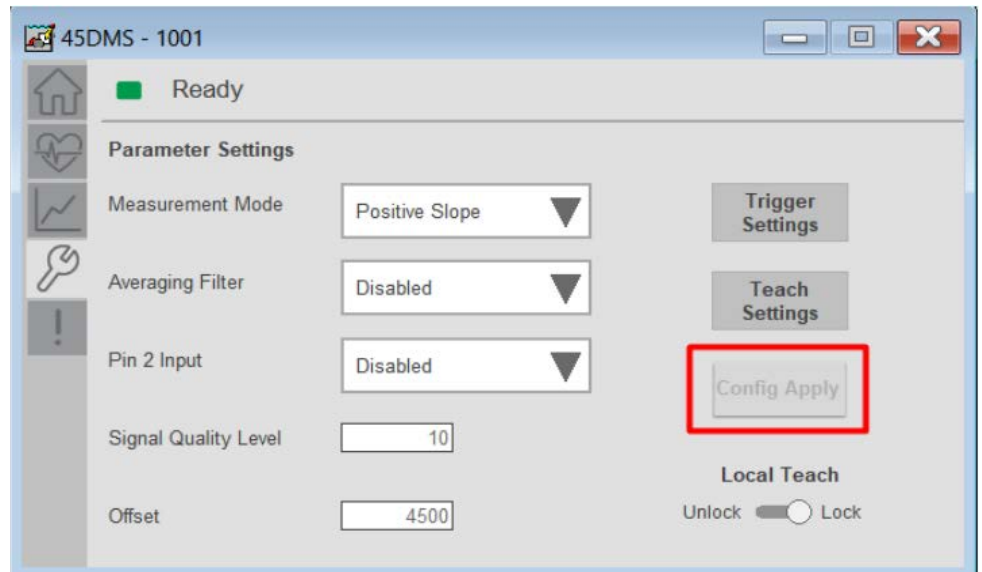 45DMS - 1001
Ready
Parameter Settings
Measurement Mode
Positive Slope
Trigger
Settings
Averaging Filter
Disabled
Teach
Settings
Pin 2 Input
Disabled
Config Apply
Signal Quality Level
10
Local Teach
Offset
4500
Unlock
Lock